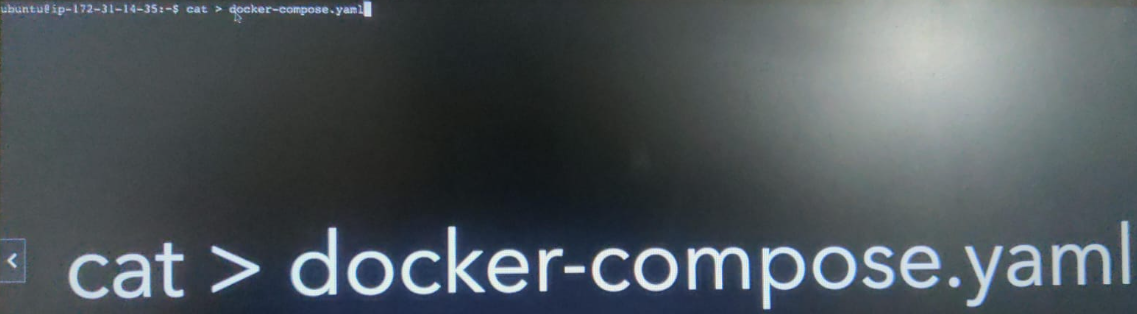 ubuntu@ip-172-31-14-35:~$ cat > docker-compose.yaml
cat > docker-compose.yaml